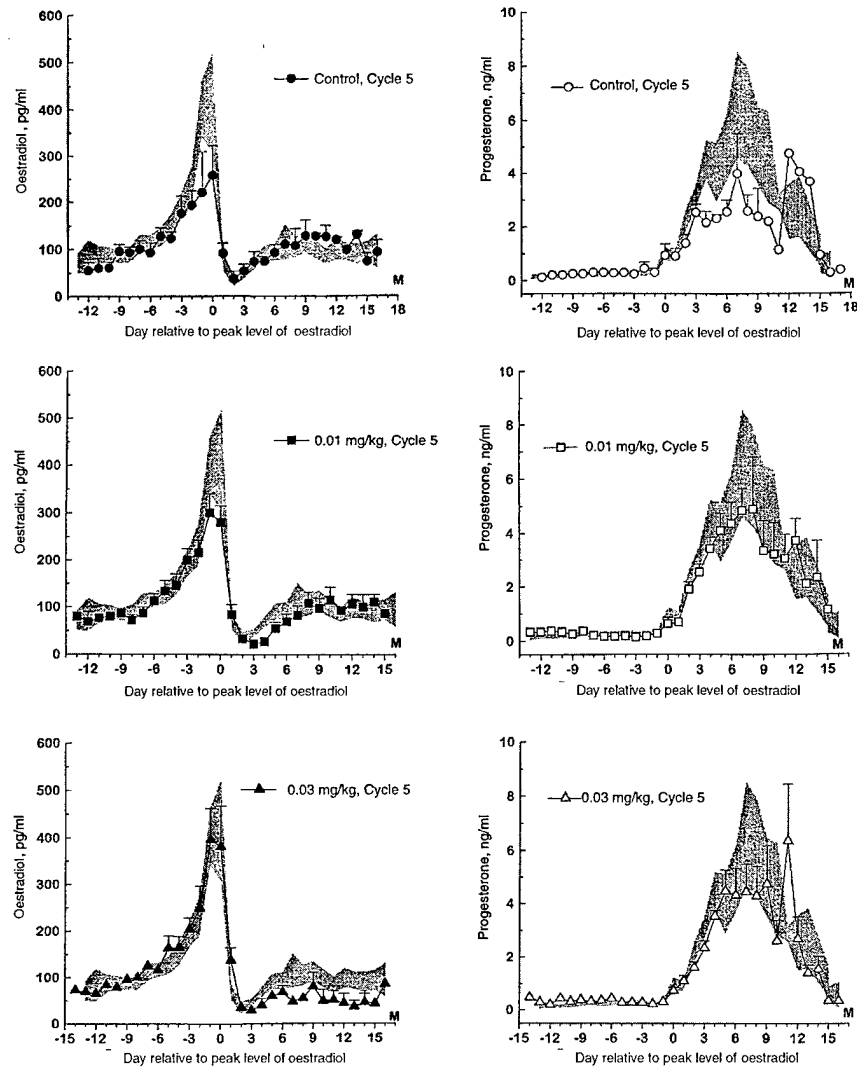 600
500
400
300
200
100
0
Oestradiol, pg/ml
Control, Cycle 5
M
-12 -9 -6 -3 0 3 6 9 12 15 18
Day relative to peak level of oestradiol
10
8
6
4
2
0
Progesterone, ng/ml
Control, Cycle 5
M
-12 -9 -6 -3 0 3 6 9 12 15 18
Day relative to peak level of oestradiol
600
500
400
300
200
100
0
Oestradiol, pg/ml
0.01 mg/kg, Cycle 5
M
-12 -9 -6 -3 0 3 6 9 12 15
Day relative to peak level of oestradiol
10
8
6
4
2
0
Progesterone, ng/ml
0.01 mg/kg, Cycle 5
M
-12 -9 -6 -3 0 3 6 9 12 15
Day relative to peak level of oestradiol
600
500
400
300
200
100
0
Oestradiol, pg/ml
0.03 mg/kg, Cycle 5
M
-15 -12 -9 -6 -3 0 3 6 9 12 15
Day relative to peak level of oestradiol
10
8
6
4
2
0
Progesterone, ng/ml
0.03 mg/kg, Cycle 5
M
-15 -12 -9 -6 -3 0 3 6 9 12 15
Day relative to peak level of oestradiol